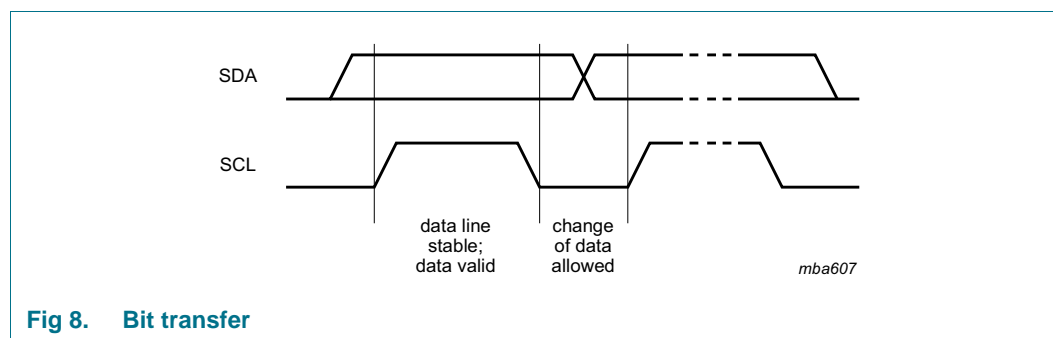 SDA
SCL
data line
stable;
data valid
change
of data
allowed
mba607
Fig 8. Bit transfer